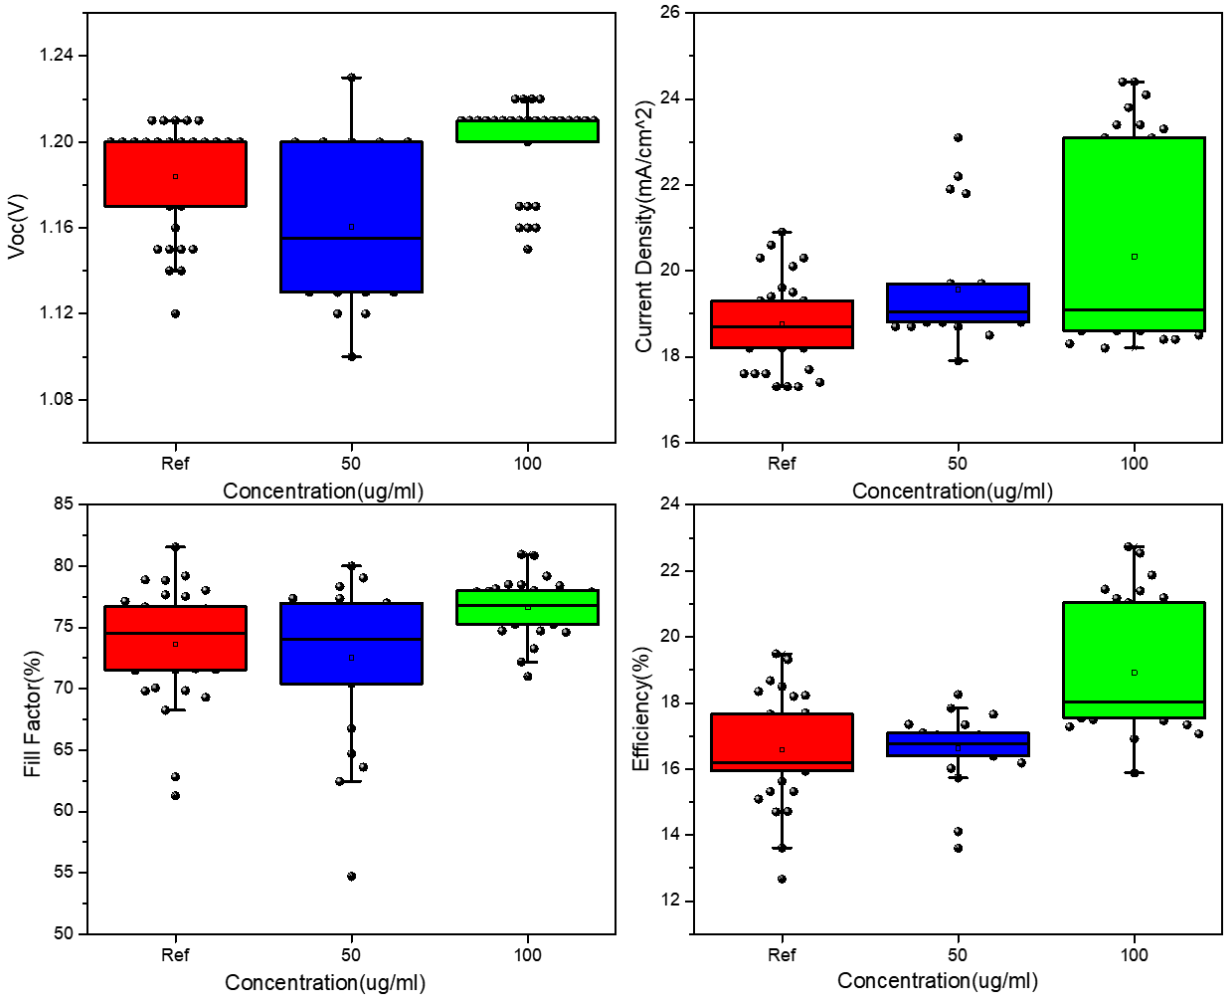 1.24
1.20
1.16
1.12
1.08
Voc(V)
Ref
50
100
Concentration(ug/ml)
26
24
22
20
18
16
Current Density(mA/cm^2)
Ref
50
100
Concentration(ug/ml)
85
80
75
70
65
60
55
50
Fill Factor(%)
Ref
50
100
Concentration(ug/ml)
24
22
20
18
16
14
12
Efficiency(%)
Ref
50
100
Concentration(ug/ml)